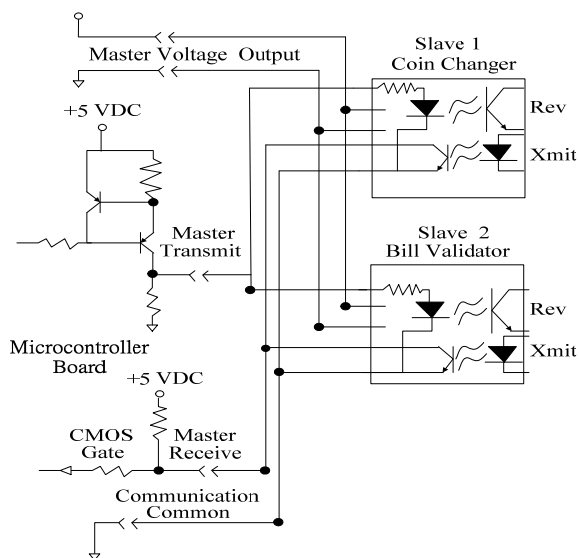 Master Voltage Output
Slave 1
Coin Changer
+5 VDC
Rev
Xmit
Master
Transmit
Slave 2
Bill Validator
Rev
Xmit
Microcontroller
Board
+5 VDC
CMOS
Gate
Master
Receive
Communication
Common